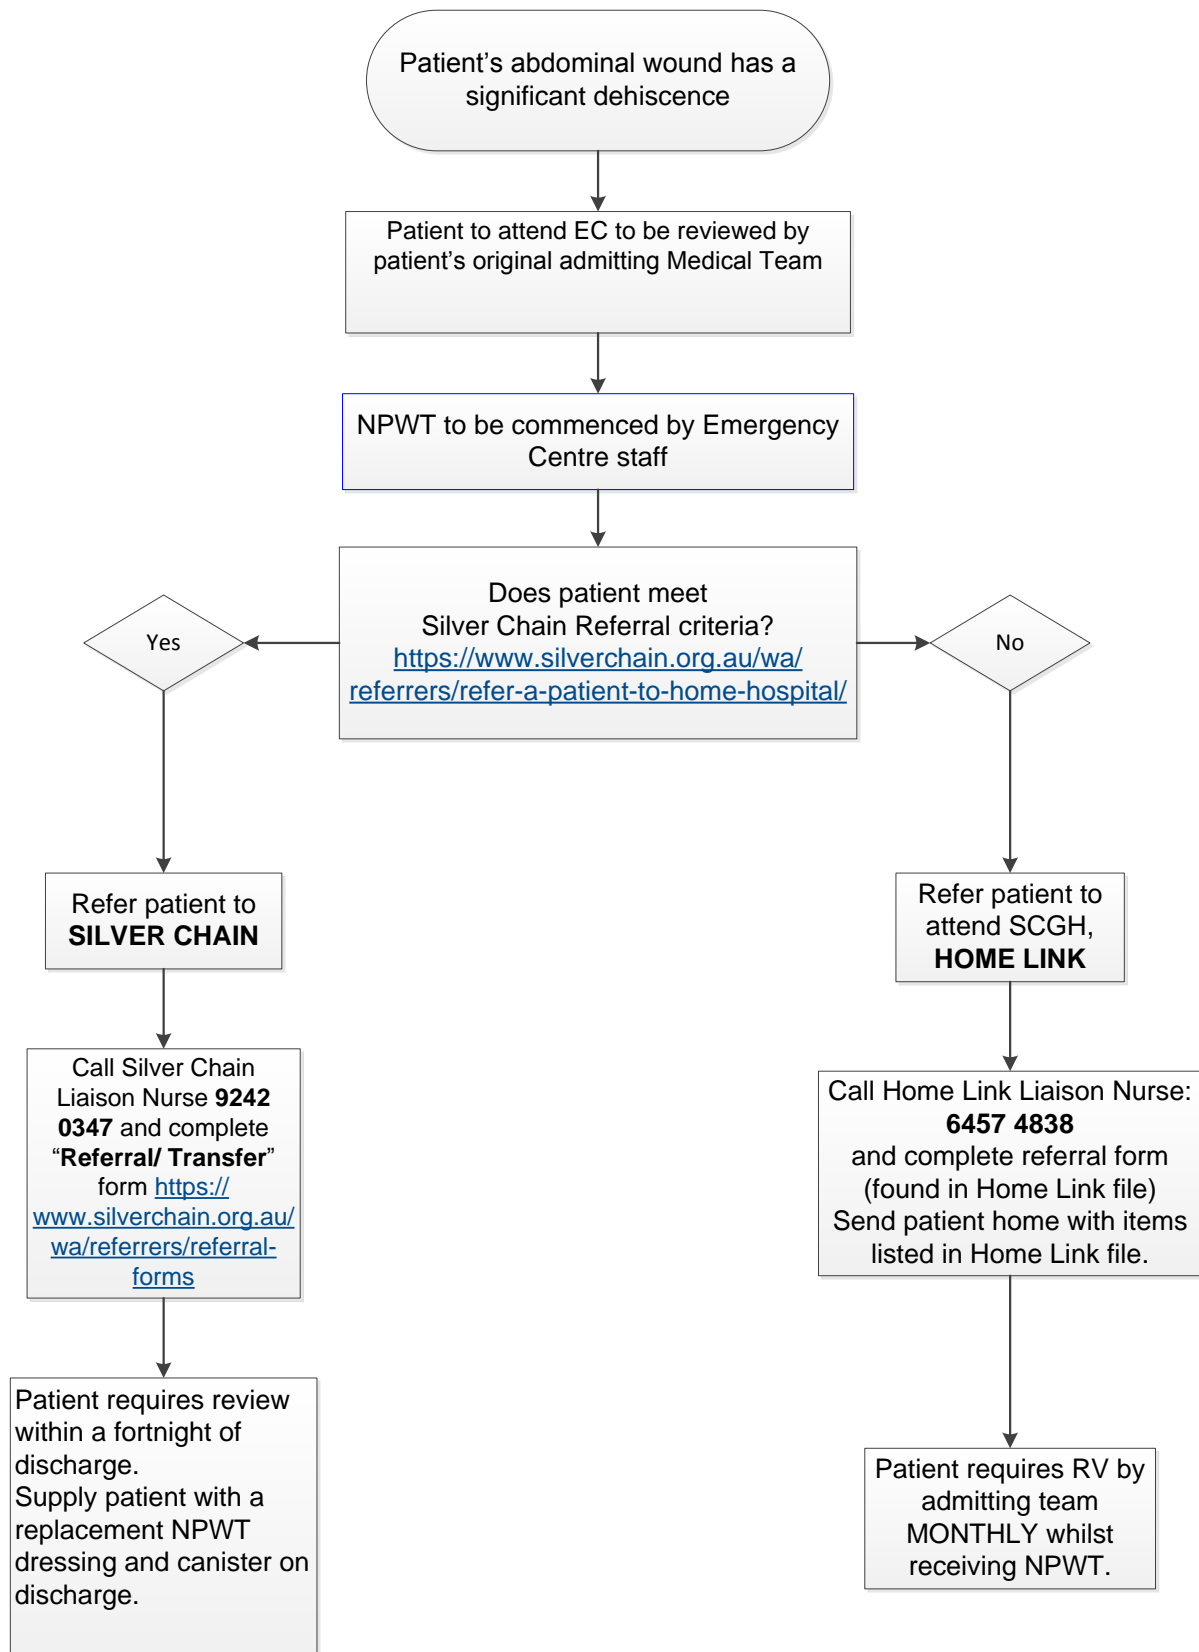 Patient’s abdominal wound has a
significant dehiscence
Patient to attend EC to be reviewed by
patient’s original admitting Medical Team
NPWT to be commenced by Emergency
Centre staff
Does patient meet
Silver Chain Referral criteria?
https://www.silverchain.org.au/wa/
referrers/refer-a-patient-to-home-hospital/
Yes
No
Refer patient to
SILVER CHAIN
Refer patient to
attend SCGH,
HOME LINK
Call Silver Chain
Liaison Nurse 9242
0347 and complete
“Referral/ Transfer”
form https://
www.silverchain.org.au/
wa/referrers/referral-
forms
Call Home Link Liaison Nurse:
6457 4838
and complete referral form
(found in Home Link file)
Send patient home with items
listed in Home Link file.
Patient requires review
within a fortnight of
discharge.
Supply patient with a
replacement NPWT
dressing and canister on
discharge.
Patient requires RV by
admitting team
MONTHLY whilst
receiving NPWT.